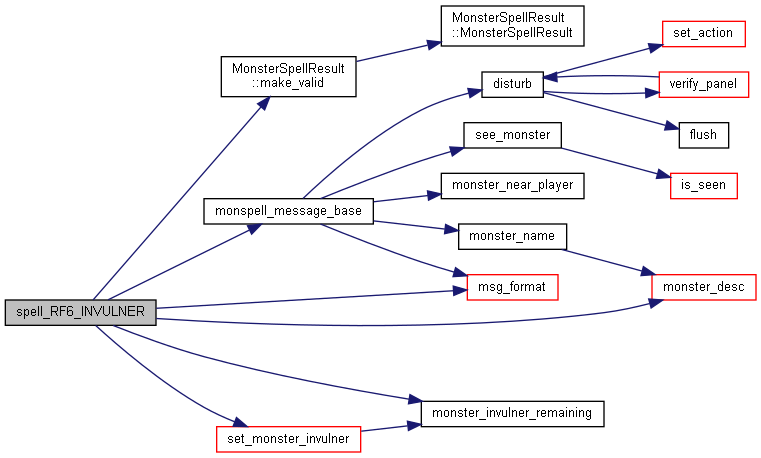 MonsterSpellResult
::MonsterSpellResult
set_action
MonsterSpellResult
::make_valid
disturb
verify_panel
see_monster
flush
monster_near_player
is_seen
monspell_message_base
monster_name
msg_format
monster_desc
spell_RF6_INVULNER
monster_invulner_remaining
set_monster_invulner